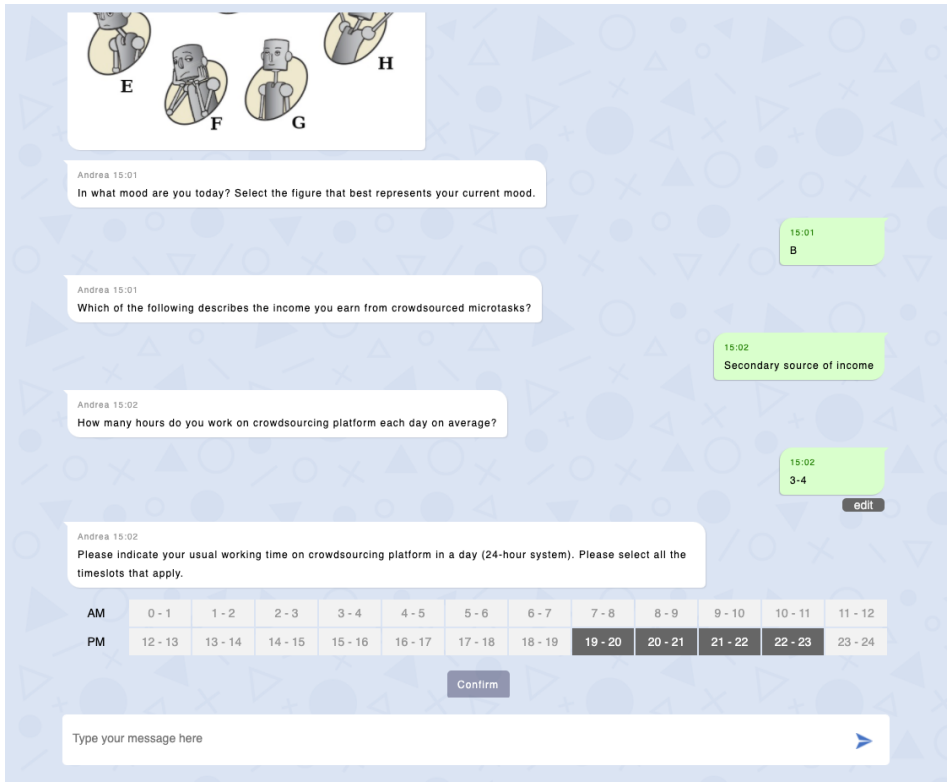 E
H
F
G
Andrea 15:01
In what mood are you today? Select the figure that best represents your current mood.
15:01
B
Andrea 15:01
Which of the following describes the income you earn from crowdsourced microtasks?
15:02
Secondary source of income
Andrea 15:02
How many hours do you work on crowdsourcing platform each day on average?
15:02
3-4
edit
Andrea 15:02
Please indicate your usual working time on crowdsourcing platform in a day (24-hour system). Please select all the
timeslots that apply.
AM 0 - 1 1 - 2 2 - 3 3 - 4 4 - 5 5 - 6 6 - 7 7 - 8 8 - 9 9 - 10 10 - 11 11 - 12
PM 12 - 13 13 - 14 14 - 15 15 - 16 16 - 17 17 - 18 18 - 19 19 - 20 20 - 21 21 - 22 22 - 23 23 - 24
Confirm
Type your message here